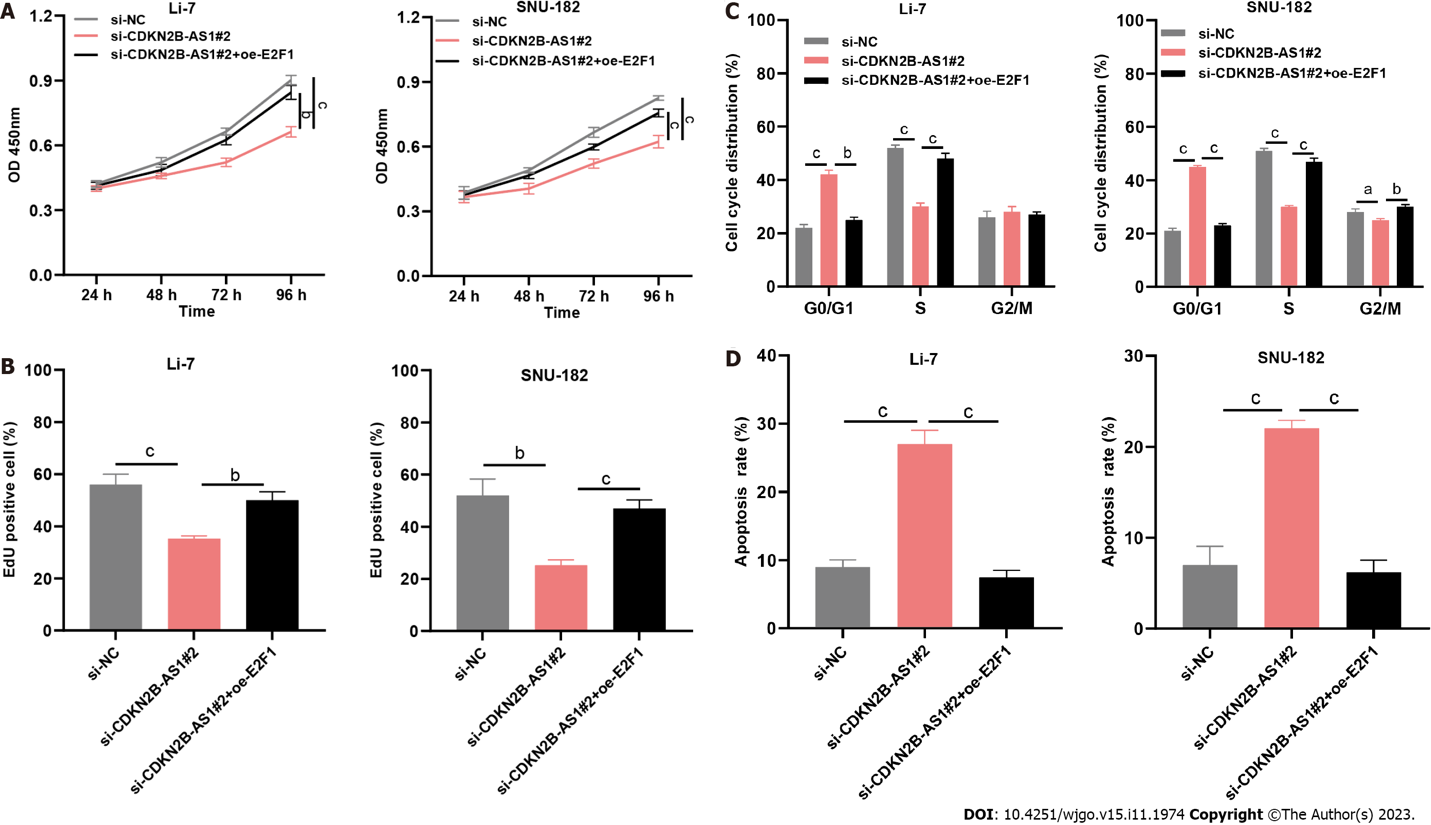 A
Li-7
si-NC
si-CDKN2B-AS1#2
si-CDKN2B-AS1#2+oe-E2F1
OD 450nm
1.2
0.9
0.6
0.3
0.0
b
c
24 h 48 h 72 h 96 h
Time
SNU-182
si-NC
si-CDKN2B-AS1#2
si-CDKN2B-AS1#2+oe-E2F1
OD 450nm
1.2
0.9
0.6
0.3
0.0
c
c
24 h 48 h 72 h 96 h
Time
B
Li-7
EdU positive cell (%)
100
80
60
40
20
0
c
b
si-NC
si-CDKN2B-AS1#2
si-CDKN2B-AS1#2+oe-E2F1
SNU-182
EdU positive cell (%)
100
80
60
40
20
0
b
c
si-NC
si-CDKN2B-AS1#2
si-CDKN2B-AS1#2+oe-E2F1
C
Li-7
si-NC
si-CDKN2B-AS1#2
si-CDKN2B-AS1#2+oe-E2F1
Cell cycle distribution (%)
100
80
60
40
20
0
c b
c c
G0/G1 S G2/M
SNU-182
si-NC
si-CDKN2B-AS1#2
si-CDKN2B-AS1#2+oe-E2F1
Cell cycle distribution (%)
100
80
60
40
20
0
c c
c c
a b
G0/G1 S G2/M
D
Li-7
Apoptosis rate (%)
40
30
20
10
0
c c
si-NC
si-CDKN2B-AS1#2
si-CDKN2B-AS1#2+oe-E2F1
SNU-182
Apoptosis rate (%)
30
20
10
0
c c
si-NC
si-CDKN2B-AS1#2
si-CDKN2B-AS1#2+oe-E2F1
DOI: 10.4251/wjgo.v15.i11.1974 Copyright ©The Author(s) 2023.